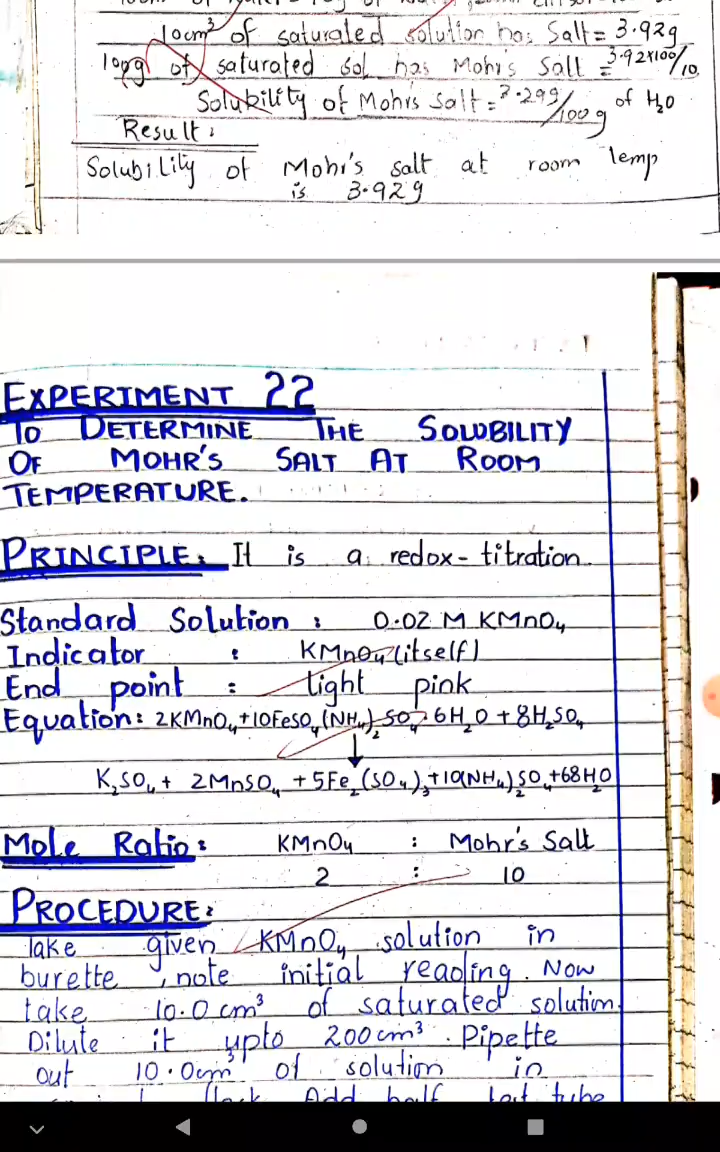 10cm³ of saturated solution has Salt = 3.92g
100g of saturated sol has Mohr's Salt = 3.92x100/10
Solubility of Mohrs Salt = 3.29g/100g of H₂O
Result:
Solubility of Mohr's salt at room temp
is 3.92g
EXPERIMENT 22
TO DETERMINE THE SOLUBILITY
OF MOHR'S SALT AT ROOM
TEMPERATURE.
PRINCIPLE: It is a redox-titration.
Standard Solution : 0.02 M KMnO₄
Indicator : KMnO₄ (itself)
End point : light pink
Equation: 2KMnO₄+10FeSO₄(NH₄)₂SO₄·6H₂O + 8H₂SO₄
↓
K₂SO₄ + 2MnSO₄ + 5Fe₂(SO₄)₃+10(NH₄)₂SO₄+68H₂O
Mole Ratio: KMnO₄ : Mohr's Salt
2 : 10
PROCEDURE:
Take given KMnO₄ solution in
burette, note initial reading. Now
take 10.0 cm³ of saturated solution.
Dilute it upto 200cm³. Pipette
out 10.0cm³ of solution in
Add half test tube